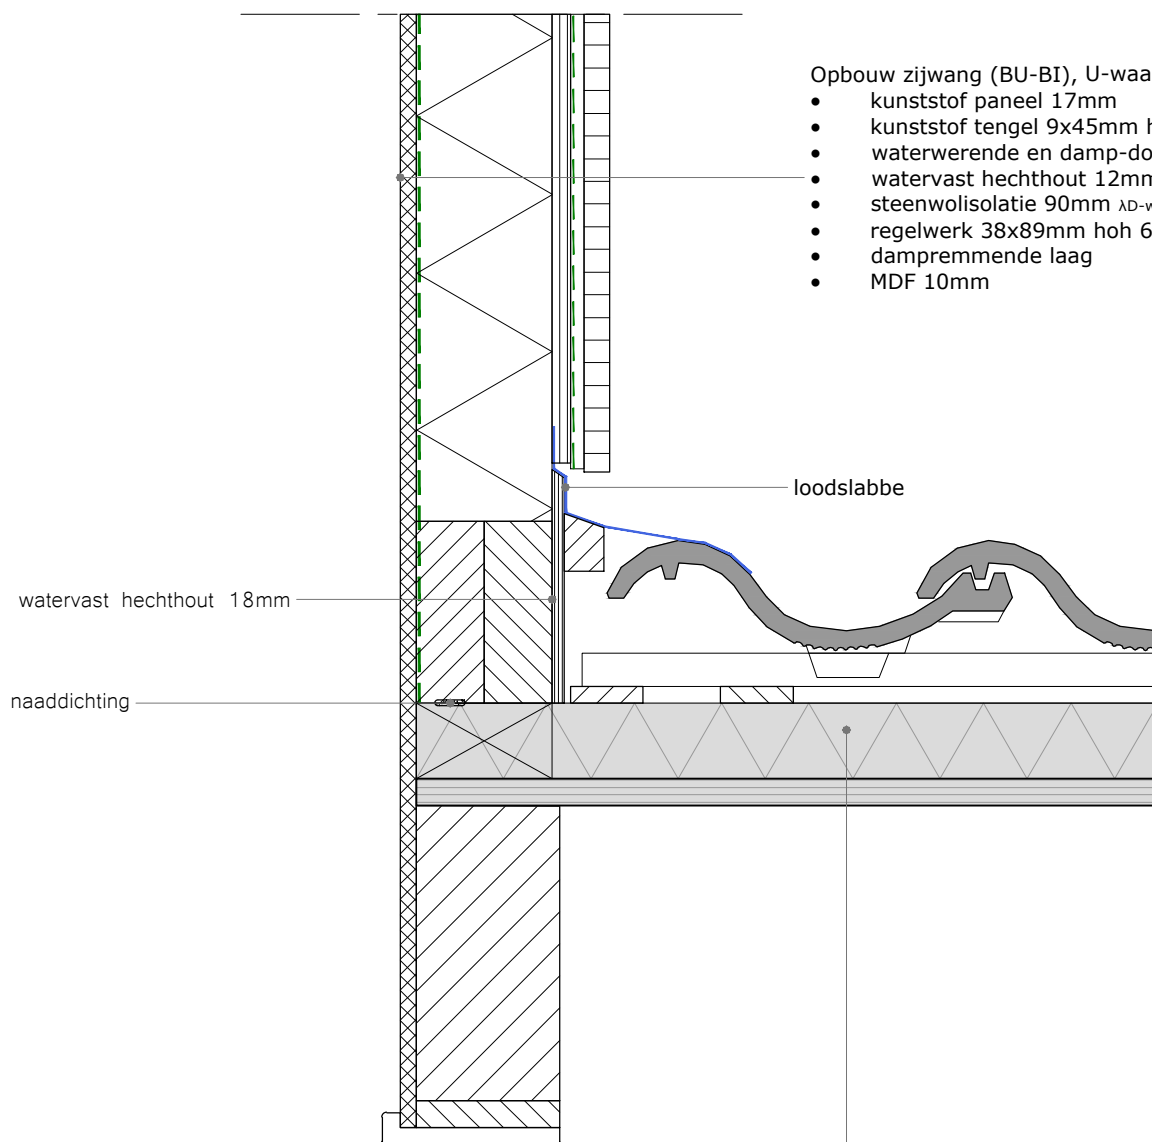 Opbouw zijwang (BU-BI), U-waa
• kunststof paneel 17mm
• kunststof tengel 9x45mm h
• waterwerende en damp-do
• watervast hechthout 12mm
• steenwolisolatie 90mm λD-w
• regelwerk 38x89mm hoh 6
• dampremmende laag
• MDF 10mm
loodslabbe
watervast hechthout 18mm
naaddichting